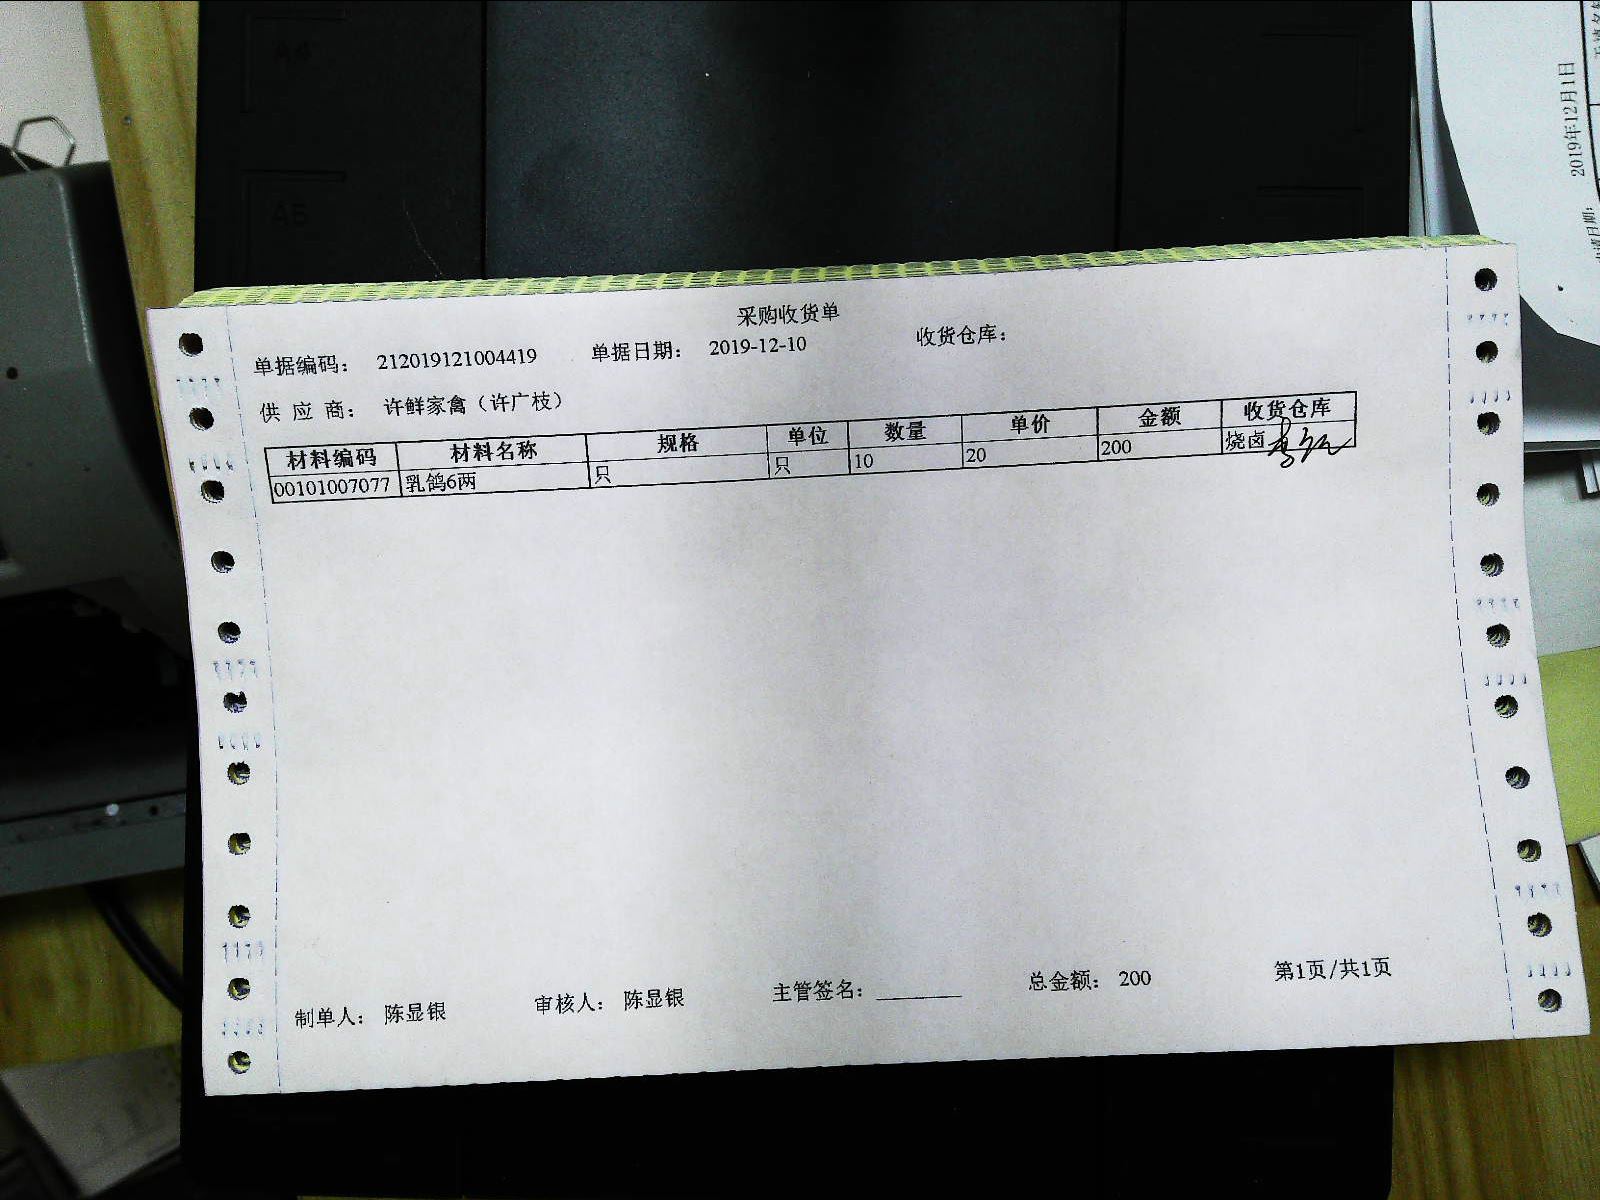 采购收货单
单据编码： 212019121004419 单据日期： 2019-12-10 收货仓库：
供 应 商： 许鲜家禽（许广枝）
材料编码 材料名称 规格 单位 数量 单价 金额 收货仓库
00101007077 乳鸽6两 只 只 10 20 200 烧卤
制单人： 陈显银 审核人： 陈显银 主管签名： 总金额： 200 第1页/共1页
2019年12月1日
A4
A5